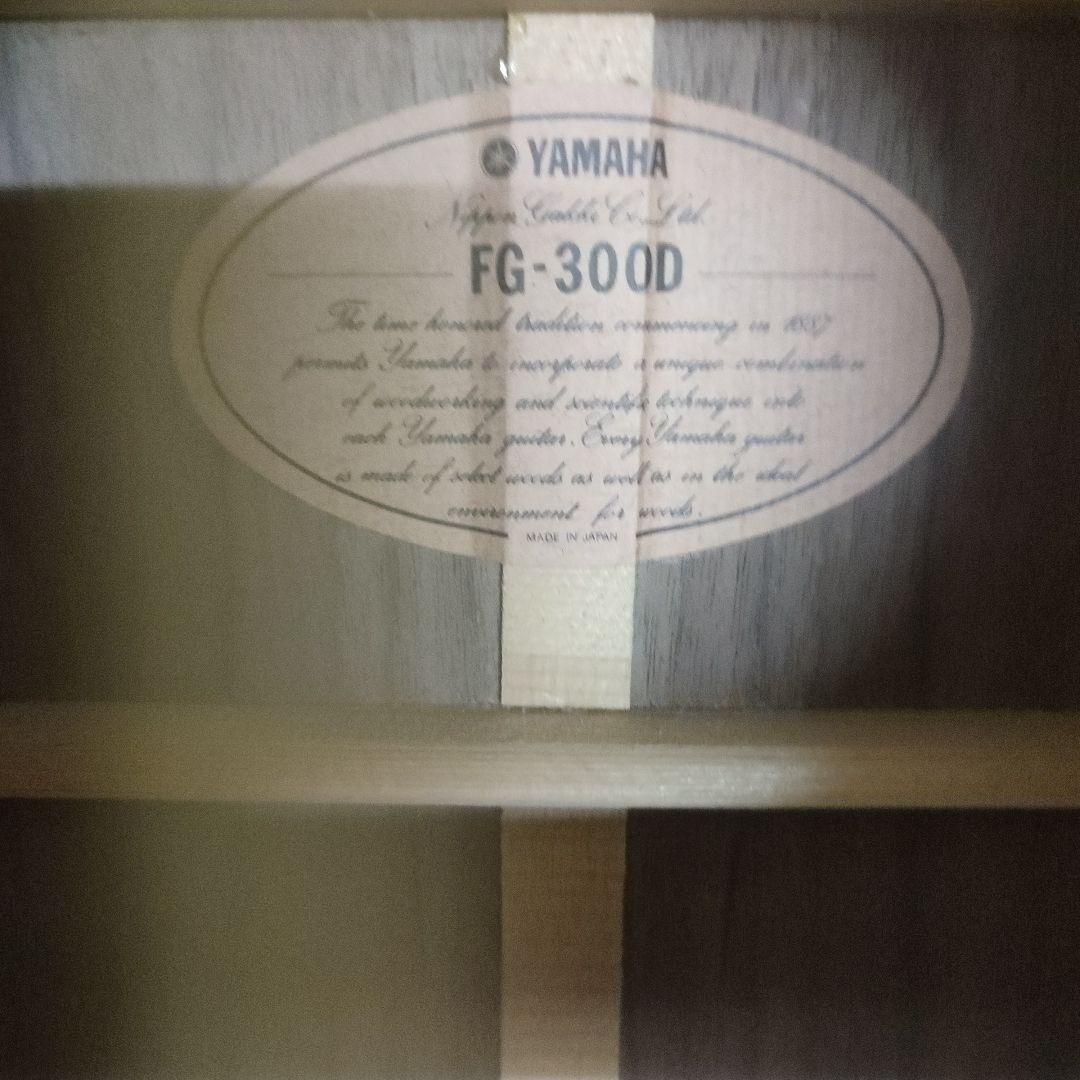 YAMAHA
Nippon Gakki Co. Ltd.
FG-300D
The time honored tradition commencing in 1887
permits Yamaha to incorporate a unique combination
of woodworking and scientific technique into
each Yamaha guitar. Every Yamaha guitar
is made of select woods as well as in the ideal
environment for woods.
MADE IN JAPAN